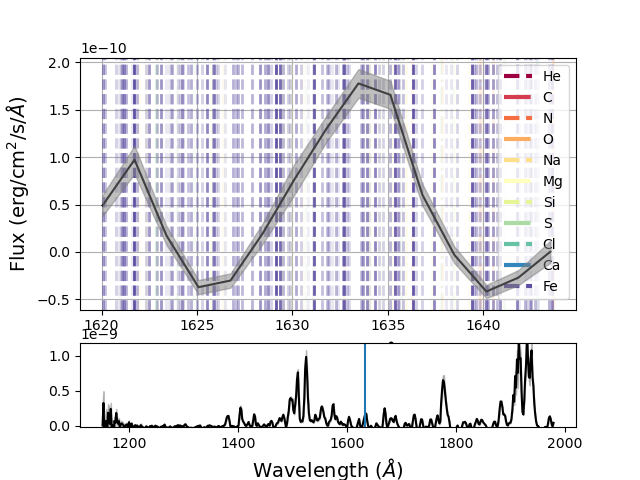 1e−10
2.0
1.5
1.0
0.5
0.0
−0.5
Flux (erg/cm²/s/Å)
He
C
N
O
Na
Mg
Si
S
Cl
Ca
Fe
1620 1625 1630 1635 1640
1e−9
1.0
0.5
0.0
1200 1400 1600 1800 2000
Wavelength (Å)